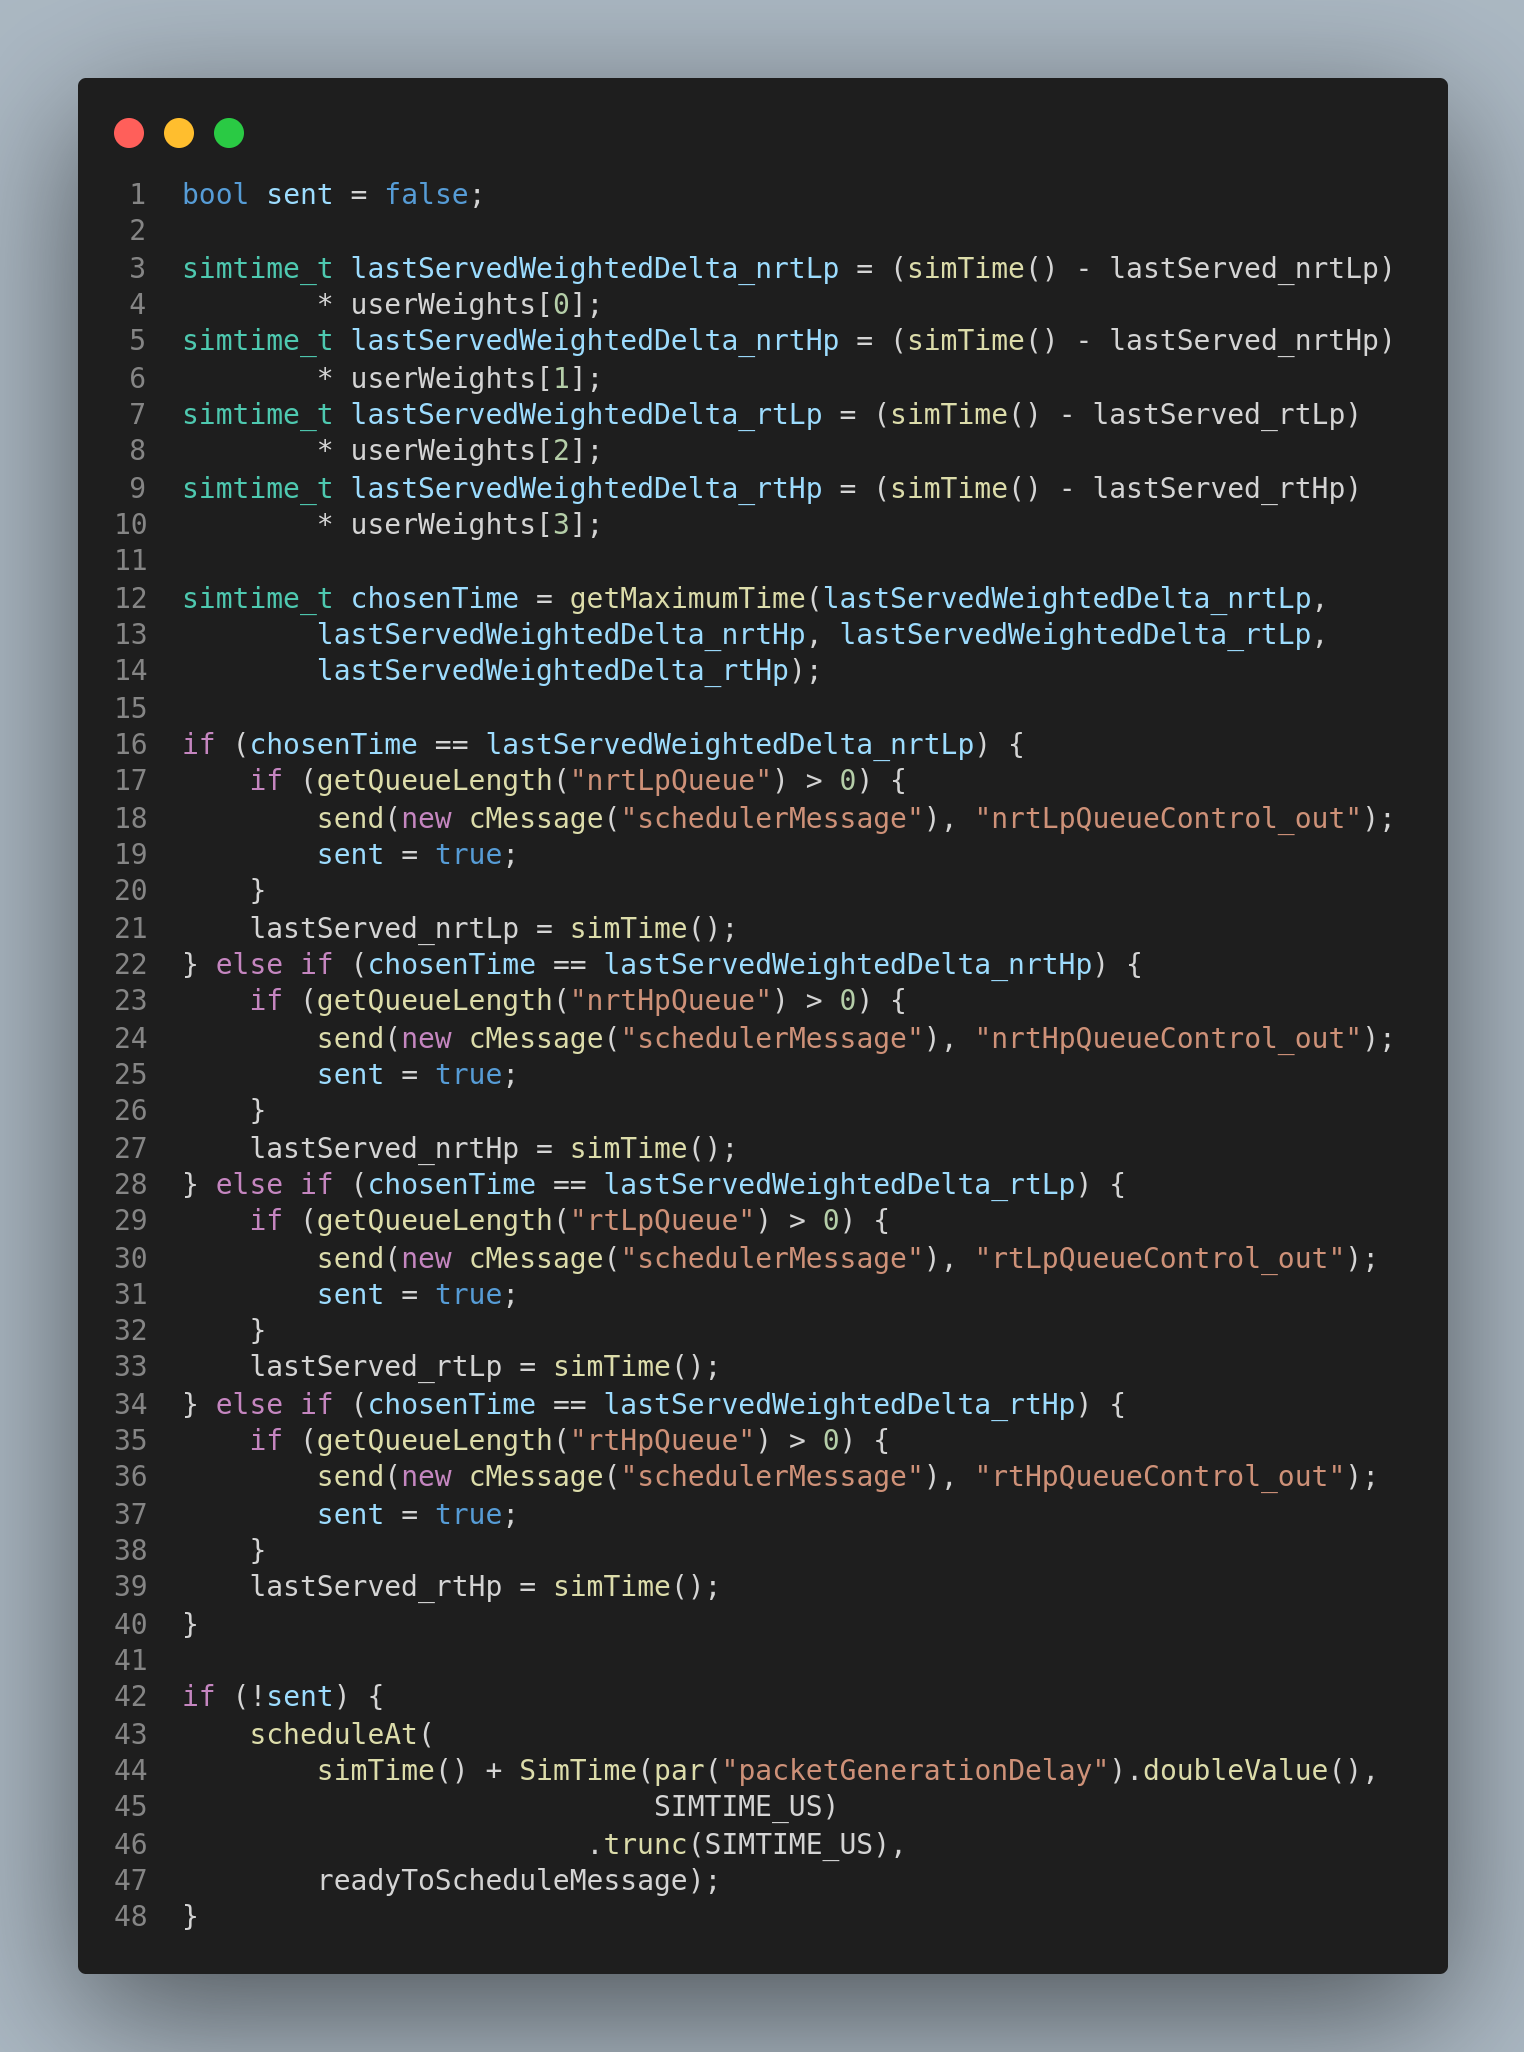 1 bool sent = false;
2
3 simtime_t lastServedWeightedDelta_nrtLp = (simTime() - lastServed_nrtLp)
4         * userWeights[0];
5 simtime_t lastServedWeightedDelta_nrtHp = (simTime() - lastServed_nrtHp)
6         * userWeights[1];
7 simtime_t lastServedWeightedDelta_rtLp = (simTime() - lastServed_rtLp)
8         * userWeights[2];
9 simtime_t lastServedWeightedDelta_rtHp = (simTime() - lastServed_rtHp)
10         * userWeights[3];
11
12 simtime_t chosenTime = getMaximumTime(lastServedWeightedDelta_nrtLp,
13         lastServedWeightedDelta_nrtHp, lastServedWeightedDelta_rtLp,
14         lastServedWeightedDelta_rtHp);
15
16 if (chosenTime == lastServedWeightedDelta_nrtLp) {
17     if (getQueueLength("nrtLpQueue") > 0) {
18         send(new cMessage("schedulerMessage"), "nrtLpQueueControl_out");
19         sent = true;
20     }
21     lastServed_nrtLp = simTime();
22 } else if (chosenTime == lastServedWeightedDelta_nrtHp) {
23     if (getQueueLength("nrtHpQueue") > 0) {
24         send(new cMessage("schedulerMessage"), "nrtHpQueueControl_out");
25         sent = true;
26     }
27     lastServed_nrtHp = simTime();
28 } else if (chosenTime == lastServedWeightedDelta_rtLp) {
29     if (getQueueLength("rtLpQueue") > 0) {
30         send(new cMessage("schedulerMessage"), "rtLpQueueControl_out");
31         sent = true;
32     }
33     lastServed_rtLp = simTime();
34 } else if (chosenTime == lastServedWeightedDelta_rtHp) {
35     if (getQueueLength("rtHpQueue") > 0) {
36         send(new cMessage("schedulerMessage"), "rtHpQueueControl_out");
37         sent = true;
38     }
39     lastServed_rtHp = simTime();
40 }
41
42 if (!sent) {
43     scheduleAt(
44         simTime() + SimTime(par("packetGenerationDelay").doubleValue(),
45                             SIMTIME_US)
46                         .trunc(SIMTIME_US),
47         readyToScheduleMessage);
48 }